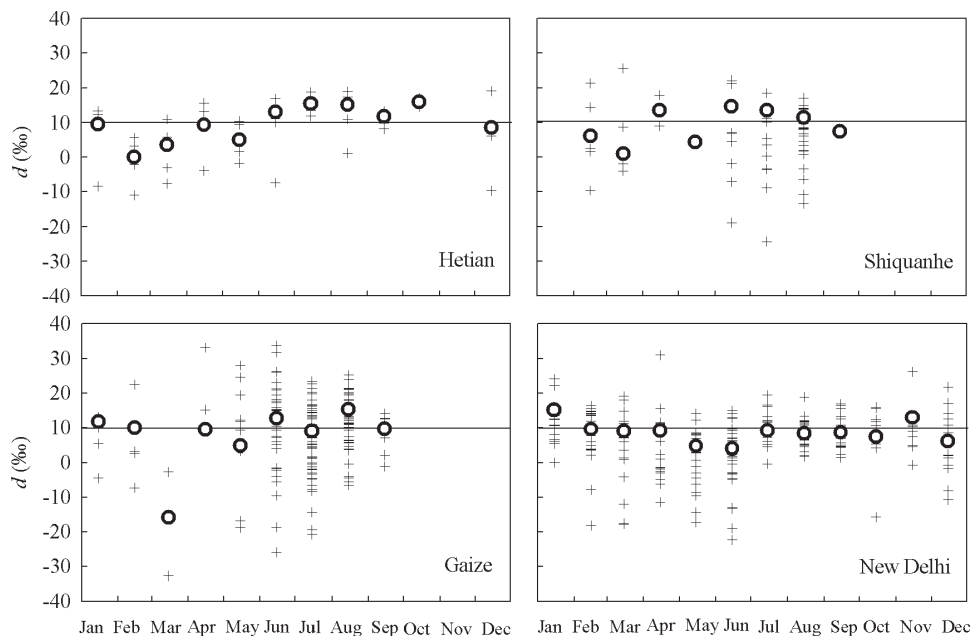 40
30
20
10
0
-10
-20
-30
-40
d (‰)
Hetian
Shiquanhe
40
30
20
10
0
-10
-20
-30
-40
d (‰)
Gaize
New Delhi
Jan Feb Mar Apr May Jun Jul Aug Sep Oct Nov Dec
Jan Feb Mar Apr May Jun Jul Aug Sep Oct Nov Dec